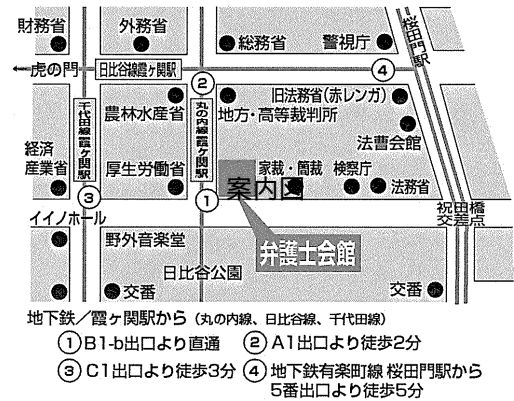 財務省
外務省
総務省
警視庁
桜田門駅
←虎の門
日比谷線霞ヶ関駅
②
④
千代田線霞ヶ関駅
農林水産省
丸の内線霞ヶ関駅
旧法務省(赤レンガ)
地方・高等裁判所
法曹会館
経済
産業省
厚生労働省
家裁・簡裁
検察庁
案内図
法務省
③
①
イイノホール
祝田橋
交差点
野外音楽堂
弁護士会館
日比谷公園
交番
交番
地下鉄／霞ヶ関駅から（丸の内線、日比谷線、千代田線）
①B1-b出口より直通 ②A1出口より徒歩2分
③C1出口より徒歩3分 ④地下鉄有楽町線 桜田門駅から
5番出口より徒歩5分